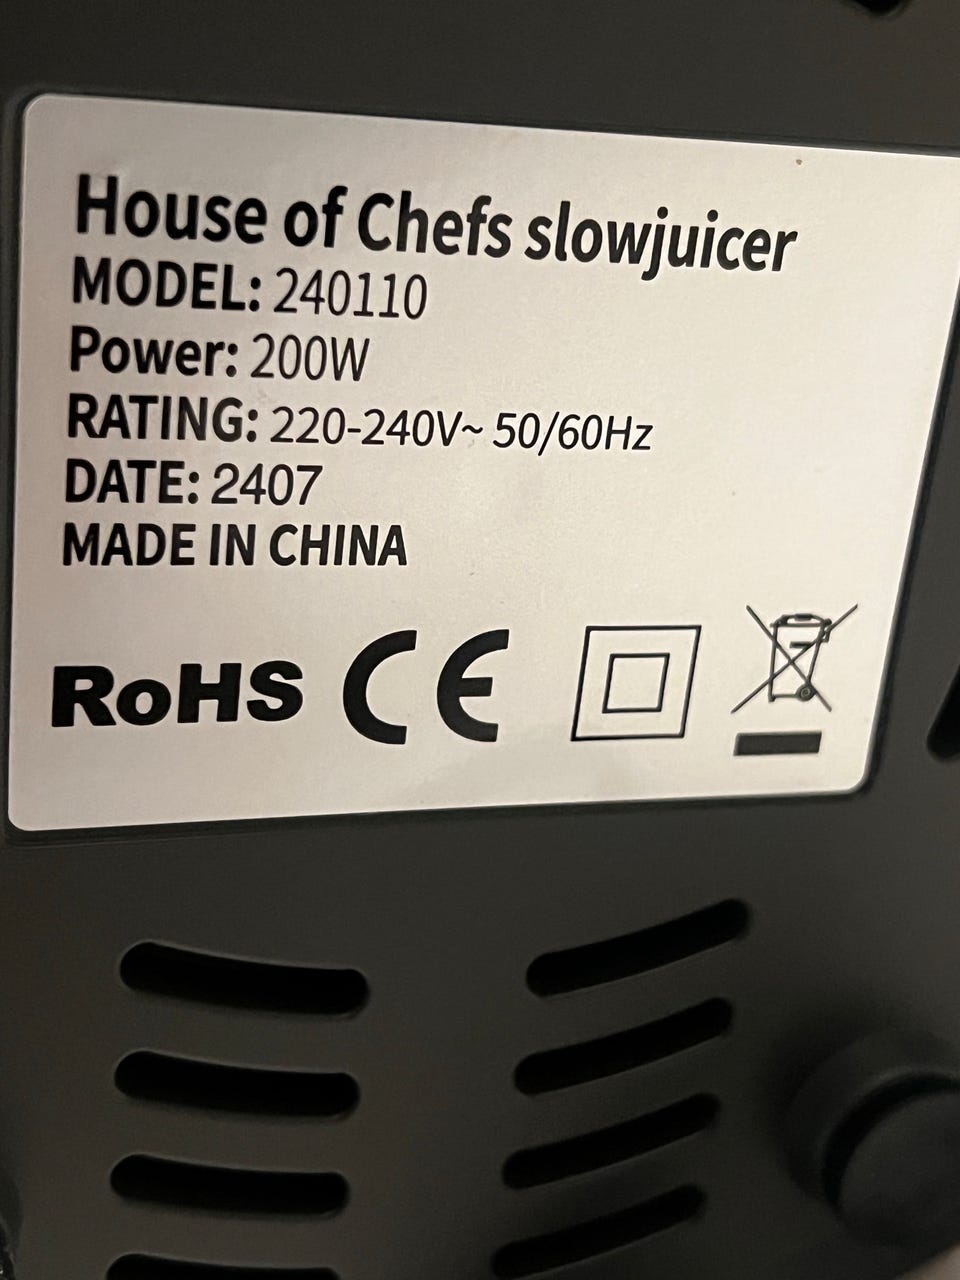 House of Chefs slowjuicer
MODEL: 240110
Power: 200W
RATING: 220-240V~ 50/60Hz
DATE: 2407
MADE IN CHINA
RoHS CE